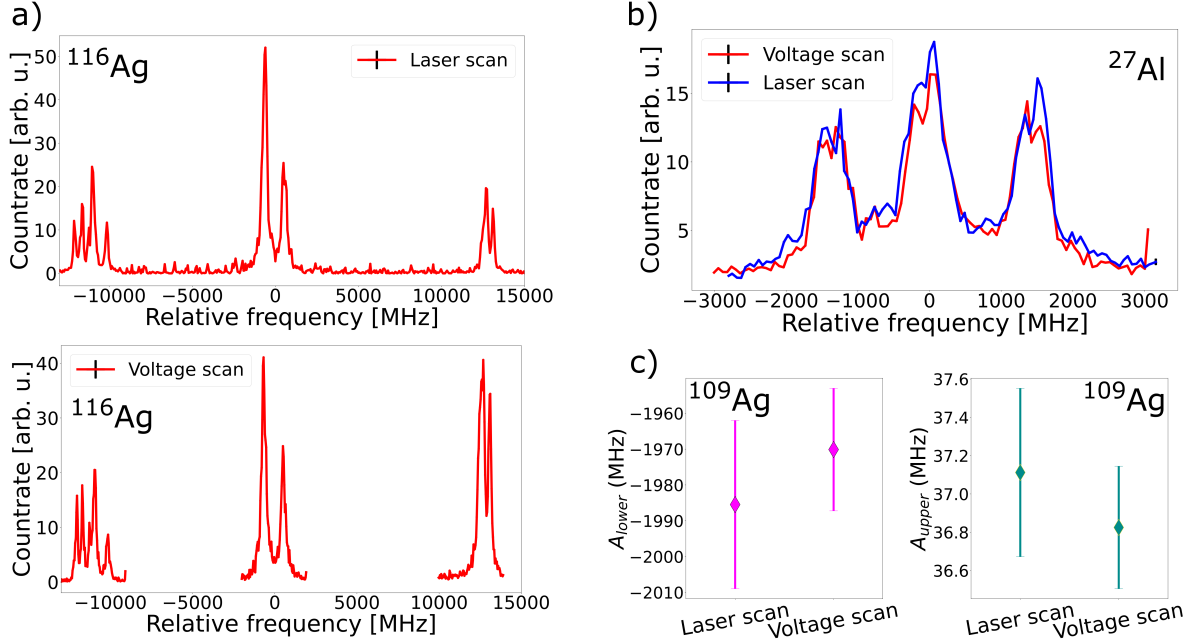 a)
¹¹⁶Ag
Laser scan
Countrate [arb. u.]
50
40
30
20
10
0
−10000 −5000 0 5000 10000 15000
Relative frequency [MHz]
Voltage scan
¹¹⁶Ag
Countrate [arb. u.]
40
30
20
10
0
−10000 −5000 0 5000 10000 15000
Relative frequency [MHz]
b)
Voltage scan
Laser scan
²⁷Al
Countrate [arb. u.]
15
10
5
−3000 −2000 −1000 0 1000 2000 3000
Relative frequency [MHz]
c)
¹⁰⁹Ag
A_lower (MHz)
−1960
−1970
−1980
−1990
−2000
−2010
Laser scan Voltage scan
¹⁰⁹Ag
A_upper (MHz)
37.6
37.4
37.2
37.0
36.8
36.6
Laser scan Voltage scan